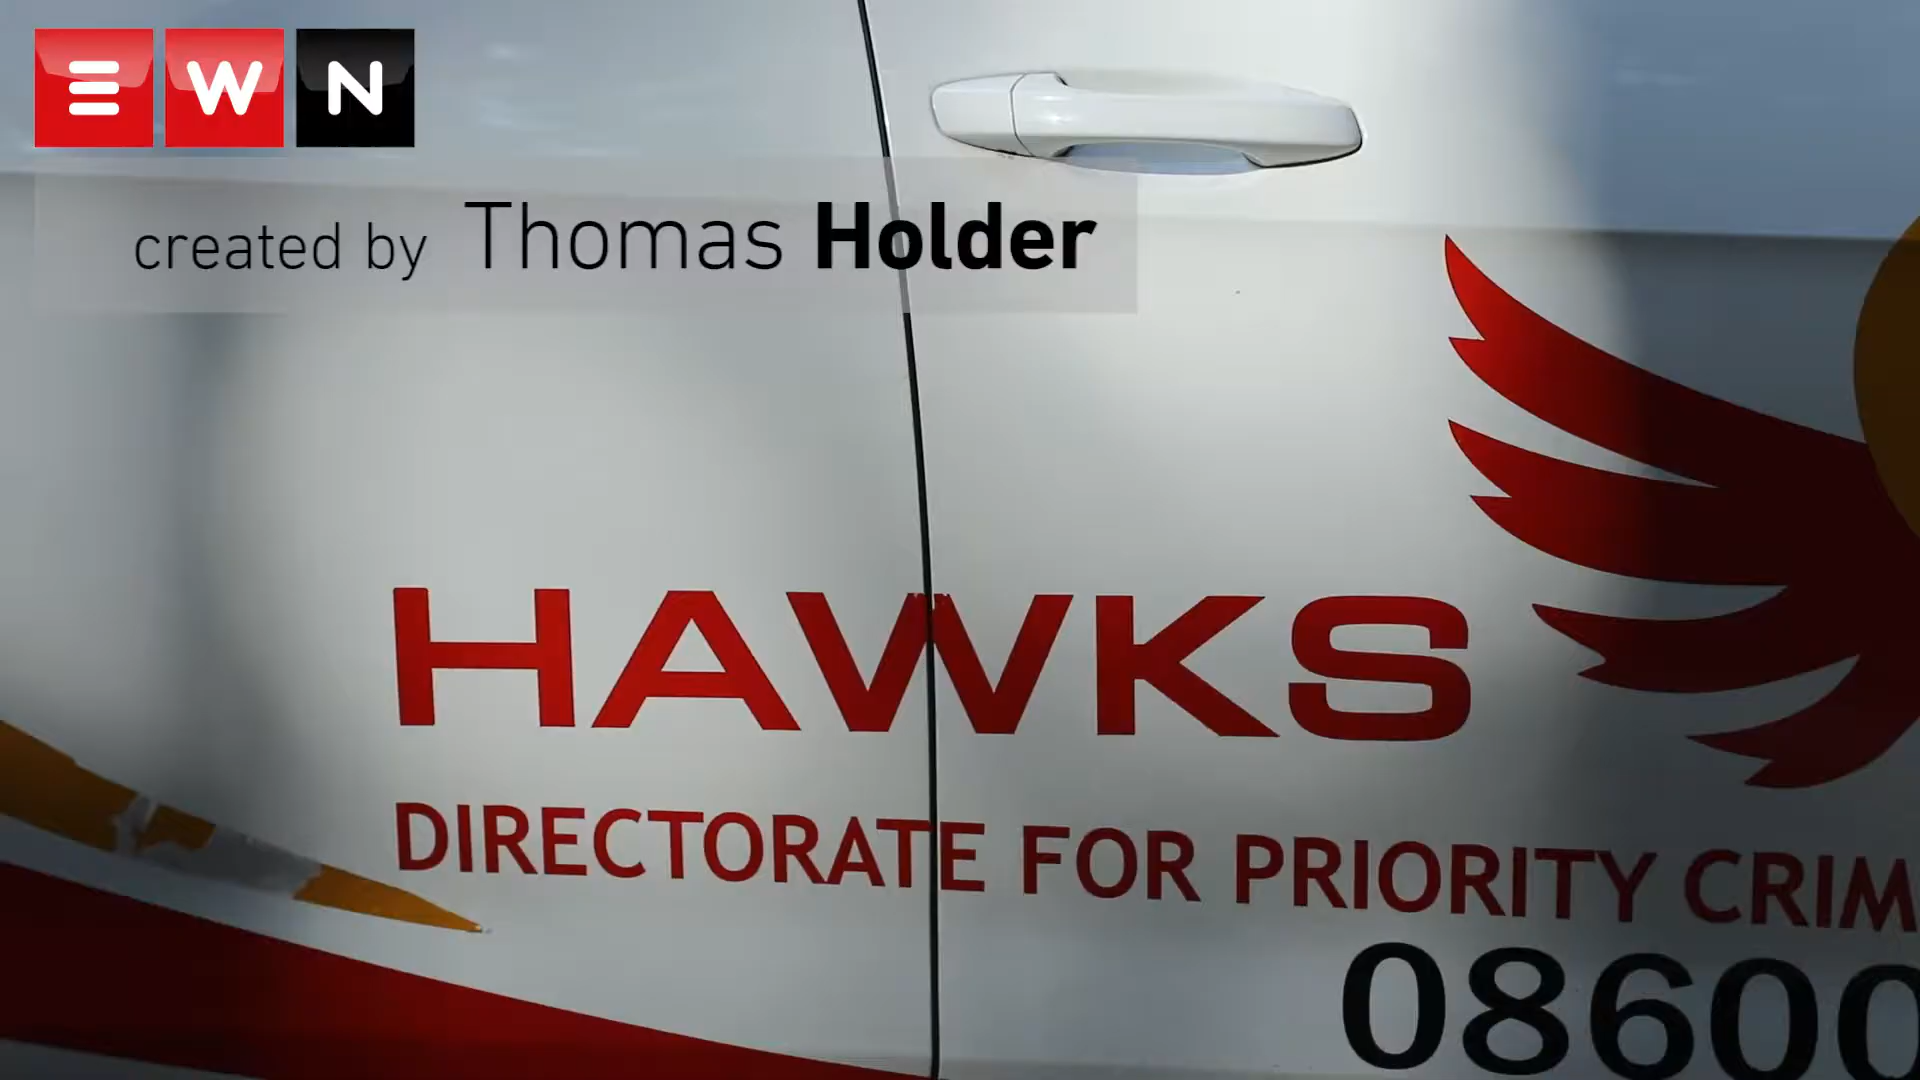 EWN
created by Thomas Holder
HAWKS
DIRECTORATE FOR PRIORITY CRIM
08600